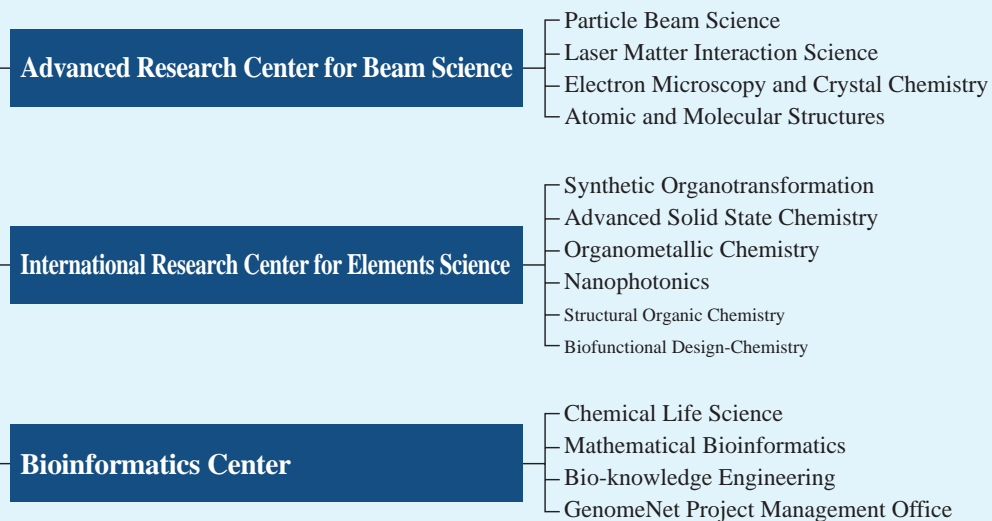 Advanced Research Center for Beam Science
Particle Beam Science
Laser Matter Interaction Science
Electron Microscopy and Crystal Chemistry
Atomic and Molecular Structures
International Research Center for Elements Science
Synthetic Organotransformation
Advanced Solid State Chemistry
Organometallic Chemistry
Nanophotonics
Structural Organic Chemistry
Biofunctional Design-Chemistry
Bioinformatics Center
Chemical Life Science
Mathematical Bioinformatics
Bio-knowledge Engineering
GenomeNet Project Management Office